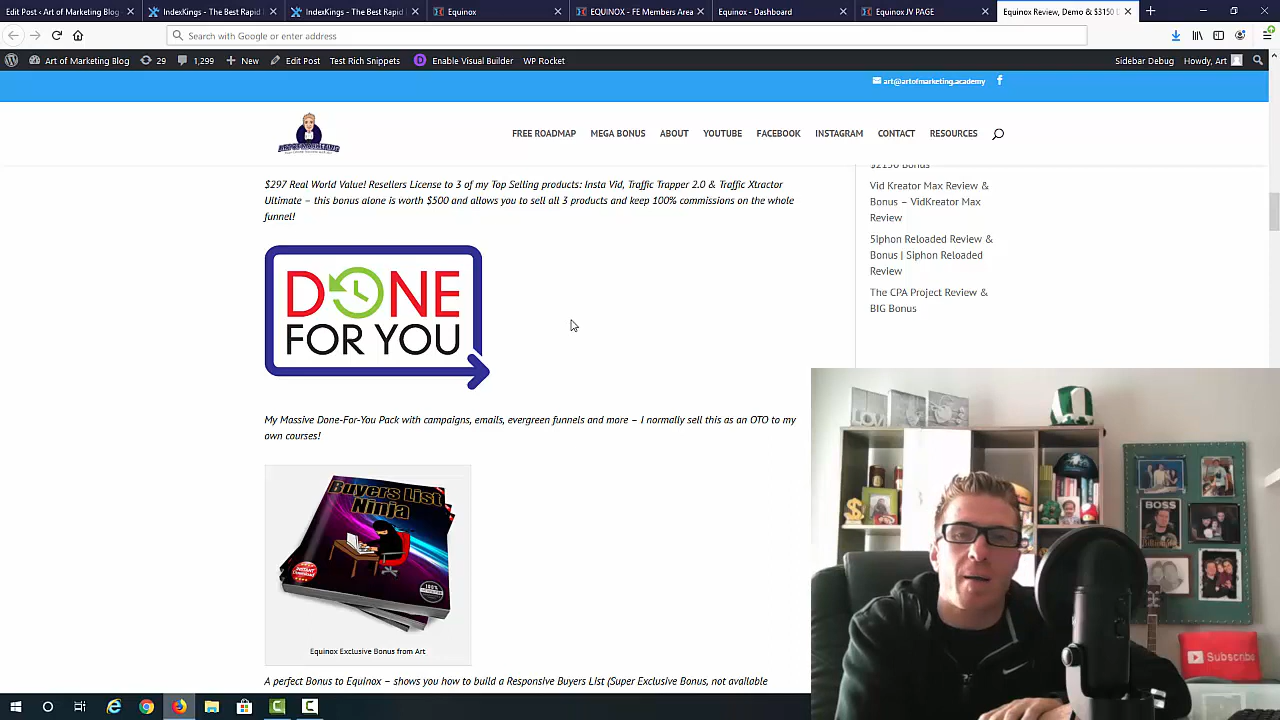 Edit Post ‹ Art of Marketing Blog
IndexKings - The Best Rapid
IndexKings - The Best Rapid
Equinox
EQUINOX - FE Members Area
Equinox - Dashboard
Equinox JV PAGE
Equinox Review, Demo & $3150
Search with Google or enter address
Art of Marketing Blog
29
1,299
New
Edit Post
Test Rich Snippets
Enable Visual Builder
WP Rocket
Sidebar Debug
Howdy, Art
art@artofmarketing.academy
ART OF MARKETING
FREE ROADMAP
MEGA BONUS
ABOUT
YOUTUBE
FACEBOOK
INSTAGRAM
CONTACT
RESOURCES
$297 Real World Value! Resellers License to 3 of my Top Selling products: Insta Vid, Traffic Trapper 2.0 & Traffic Xtractor
Ultimate – this bonus alone is worth $500 and allows you to sell all 3 products and keep 100% commissions on the whole
funnel!
DONE
FOR YOU
My Massive Done-For-You Pack with campaigns, emails, evergreen funnels and more – I normally sell this as an OTO to my
own courses!
Buyers List
Ninja
100%
Equinox Exclusive Bonus from Art
A perfect Bonus to Equinox – shows you how to build a Responsive Buyers List (Super Exclusive Bonus, not available
$2150 Bonus
Vid Kreator Max Review &
Bonus – VidKreator Max
Review
5iphon Reloaded Review &
Bonus | Siphon Reloaded
Review
The CPA Project Review &
BIG Bonus
BOSS
Subscribe